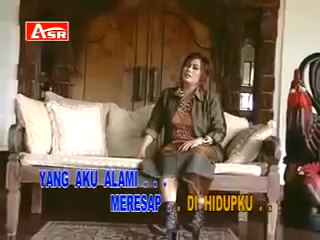 ASR
YANG AKU ALAMI . . .
MERESAP . . DI HIDUPKU . .